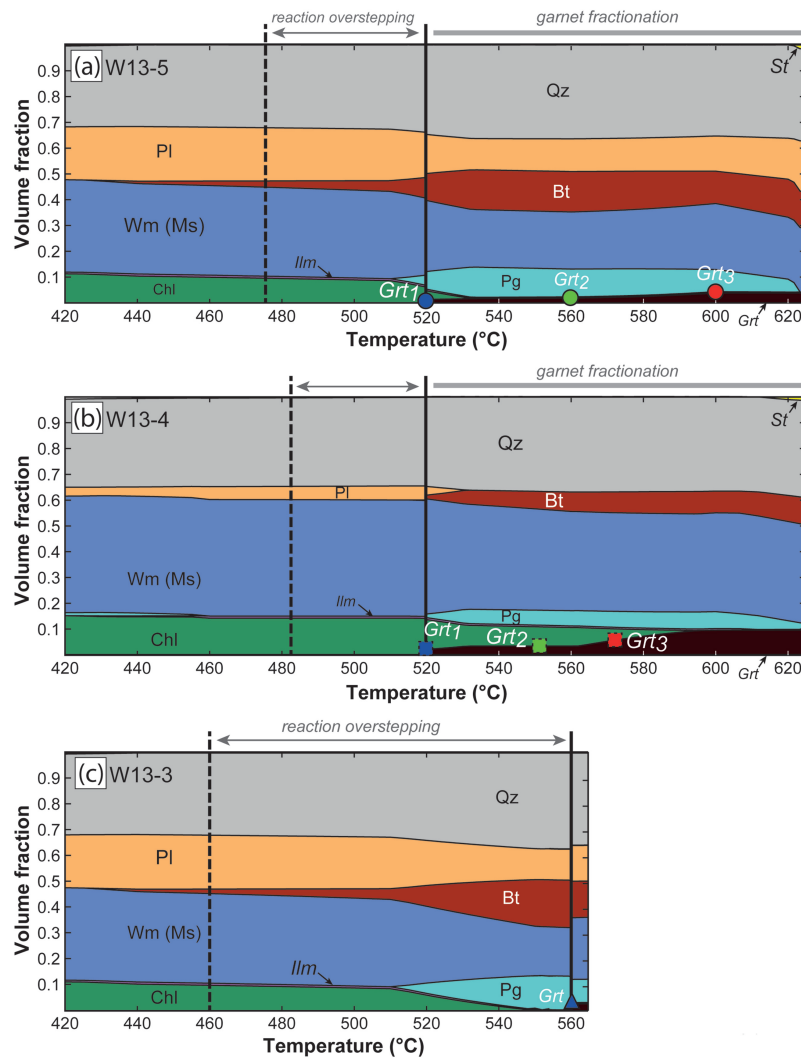 reaction overstepping garnet fractionation
(a) W13-5
St
Qz
Pl
Bt
Wm (Ms)
Ilm
Pg
Chl
Grt1 Grt2 Grt3
Grt
Volume fraction
0.9
0.8
0.7
0.6
0.5
0.4
0.3
0.2
0.1
420 440 460 480 500 520 540 560 580 600 620
Temperature (°C)
garnet fractionation
(b) W13-4
St
Qz
Pl
Bt
Wm (Ms)
Ilm
Pg
Chl
Grt1 Grt2 Grt3
Grt
Volume fraction
0.9
0.8
0.7
0.6
0.5
0.4
0.3
0.2
0.1
420 440 460 480 500 520 540 560 580 600 620
Temperature (°C)
reaction overstepping
(c) W13-3
Qz
Pl
Bt
Wm (Ms)
Ilm
Pg
Grt
Chl
Volume fraction
0.9
0.8
0.7
0.6
0.5
0.4
0.3
0.2
0.1
420 440 460 480 500 520 540 560
Temperature (°C)